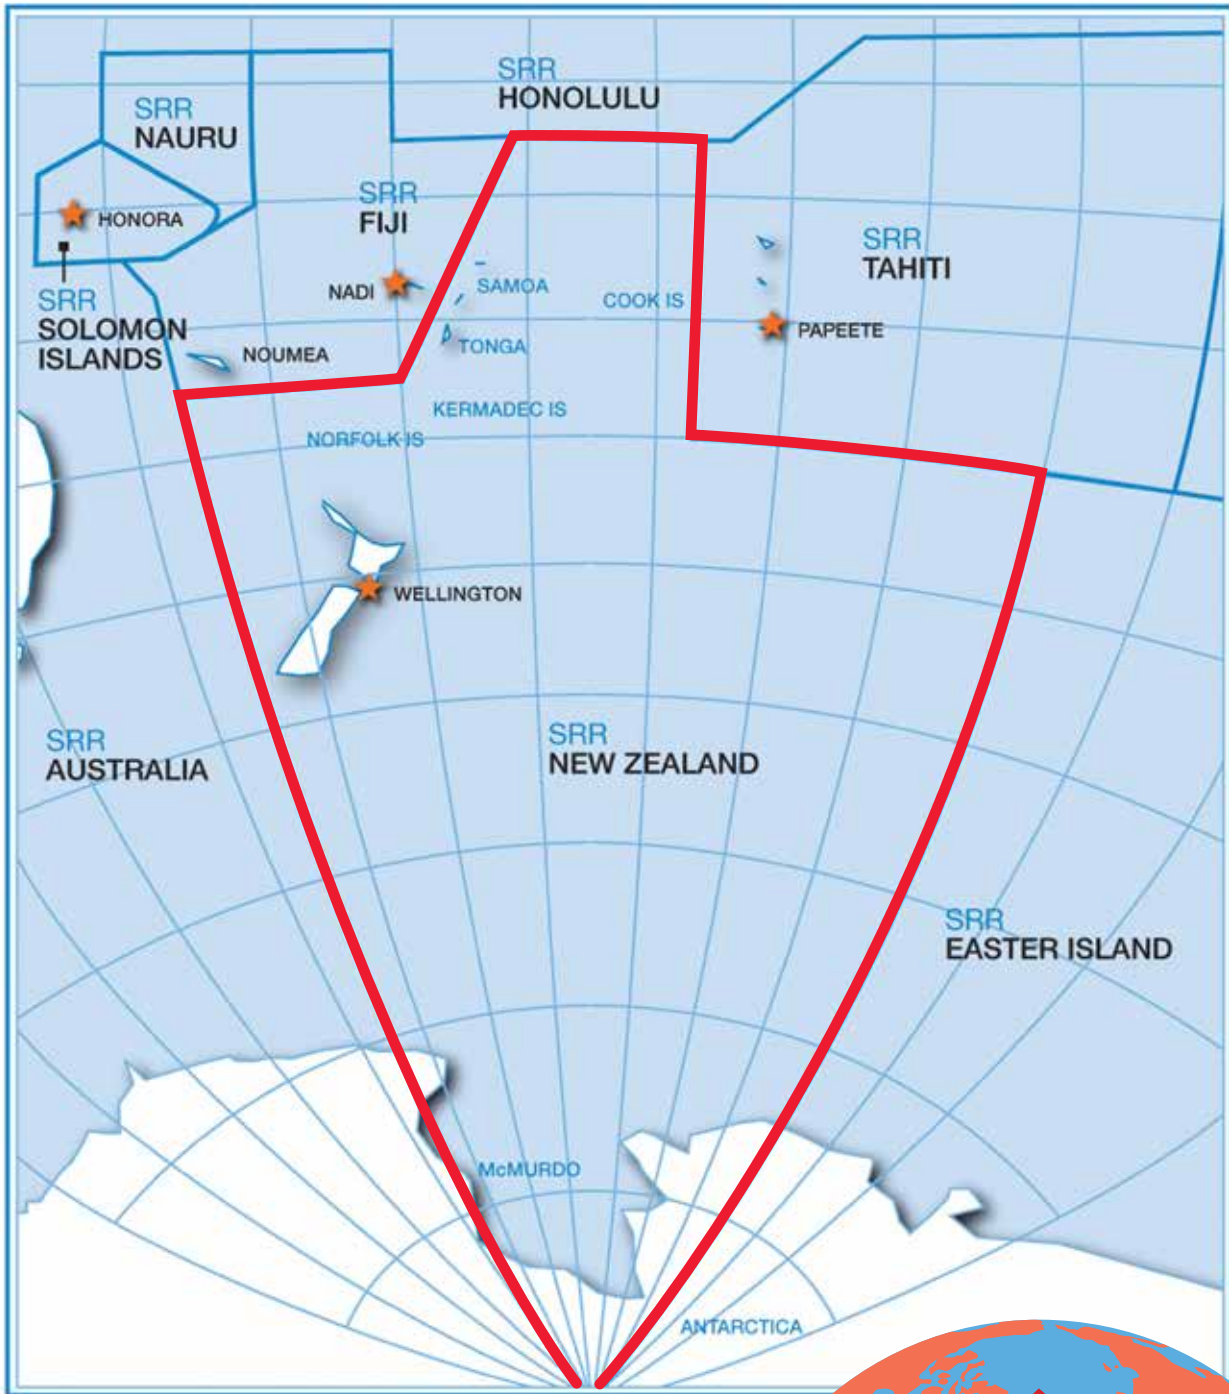 SRR
HONOLULU
SRR
NAURU
HONORA
SRR
FIJI
SRR
TAHITI
NADI
SAMOA
COOK IS
SRR
SOLOMON
ISLANDS
NOUMEA
TONGA
PAPEETE
KERMADEC IS
NORFOLK IS
WELLINGTON
SRR
AUSTRALIA
SRR
NEW ZEALAND
SRR
EASTER ISLAND
McMURDO
ANTARCTICA